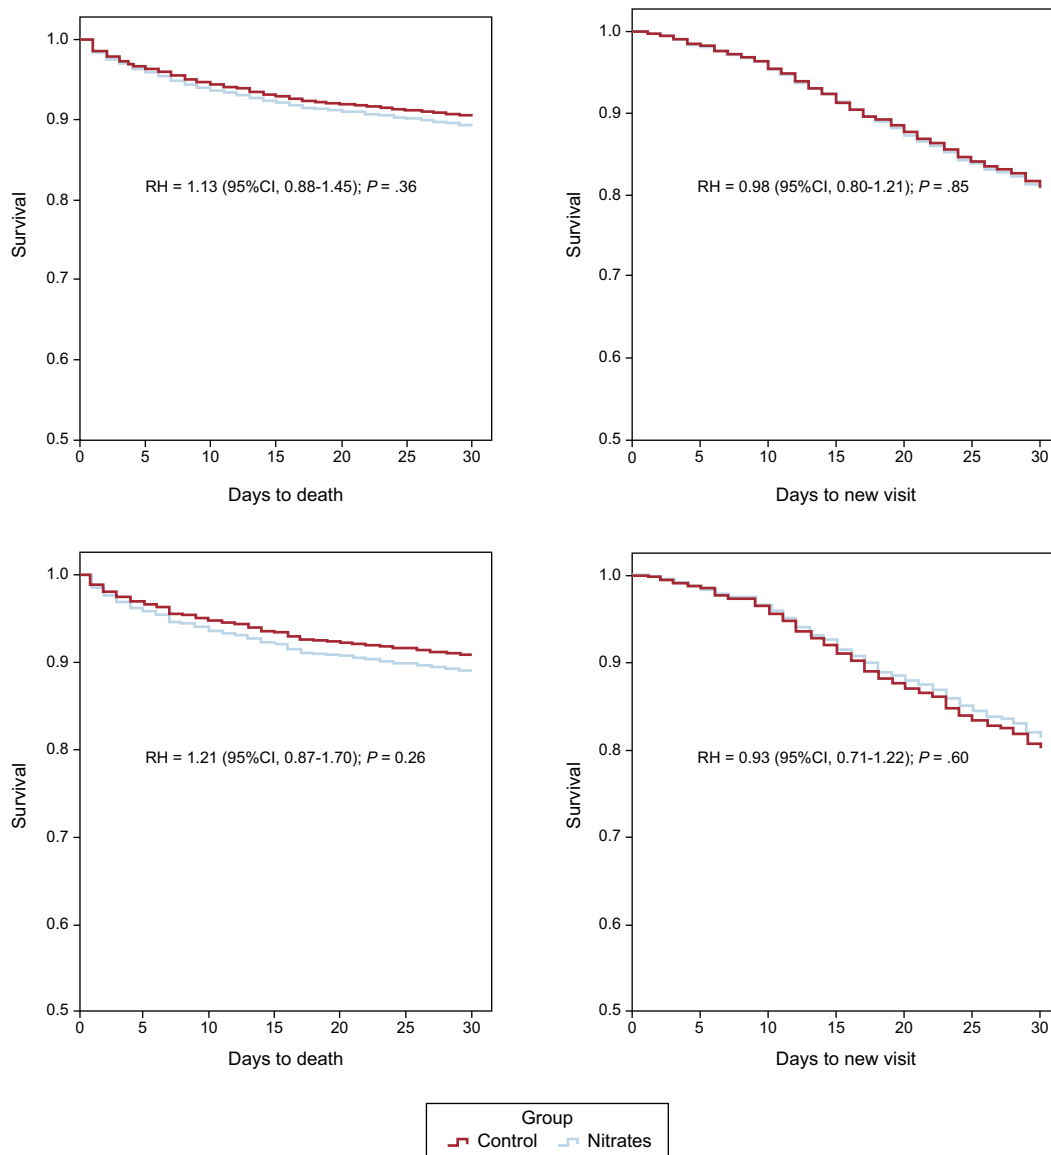 1.0
0.9
0.8
0.7
0.6
0.5
Survival
RH = 1.13 (95%CI, 0.88-1.45); P = .36
0 5 10 15 20 25 30
Days to death
1.0
0.9
0.8
0.7
0.6
0.5
Survival
RH = 0.98 (95%CI, 0.80-1.21); P = .85
0 5 10 15 20 25 30
Days to new visit
1.0
0.9
0.8
0.7
0.6
0.5
Survival
RH = 1.21 (95%CI, 0.87-1.70); P = 0.26
0 5 10 15 20 25 30
Days to death
1.0
0.9
0.8
0.7
0.6
0.5
Survival
RH = 0.93 (95%CI, 0.71-1.22); P = .60
0 5 10 15 20 25 30
Days to new visit
Group
Control Nitrates